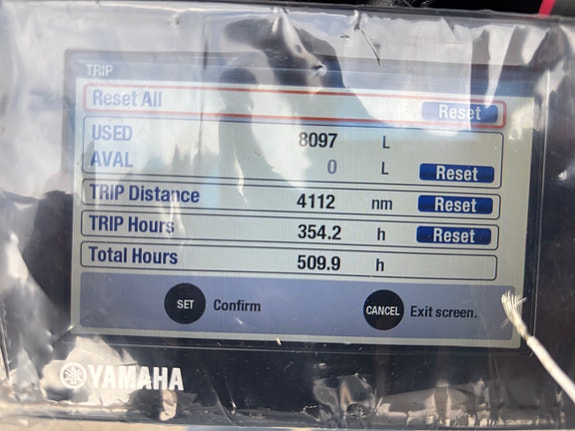 TRIP
Reset All Reset
USED 8097 L
AVAL 0 L Reset
TRIP Distance 4112 nm Reset
TRIP Hours 354.2 h Reset
Total Hours 509.9 h
SET Confirm CANCEL Exit screen.
YAMAHA